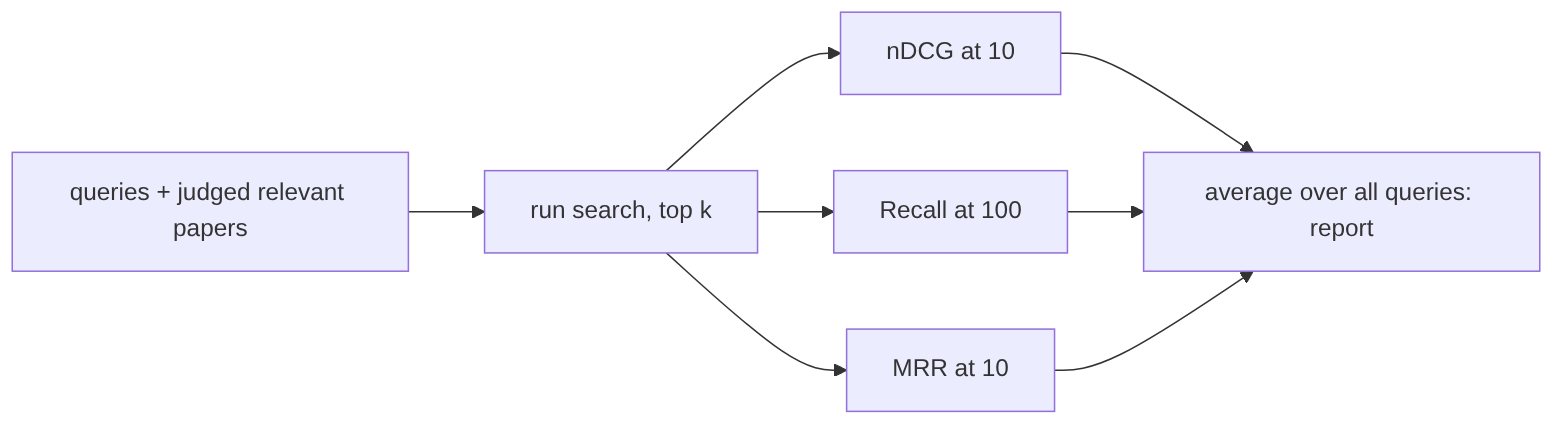 queries + judged relevant
papers
run search, top k
nDCG at 10
Recall at 100
MRR at 10
average over all queries:
report